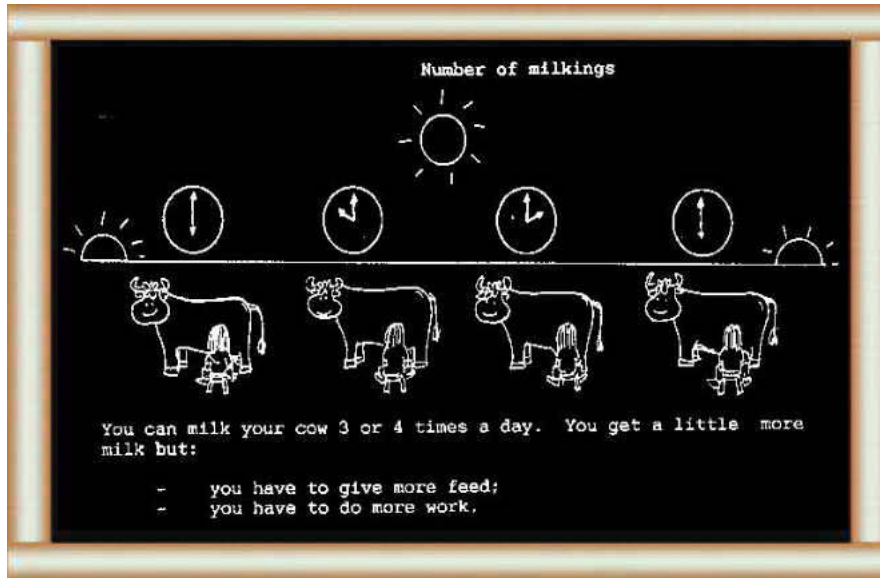 Number of milkings
You can milk your cow 3 or 4 times a day. You get a little more
milk but:
- you have to give more feed;
- you have to do more work.